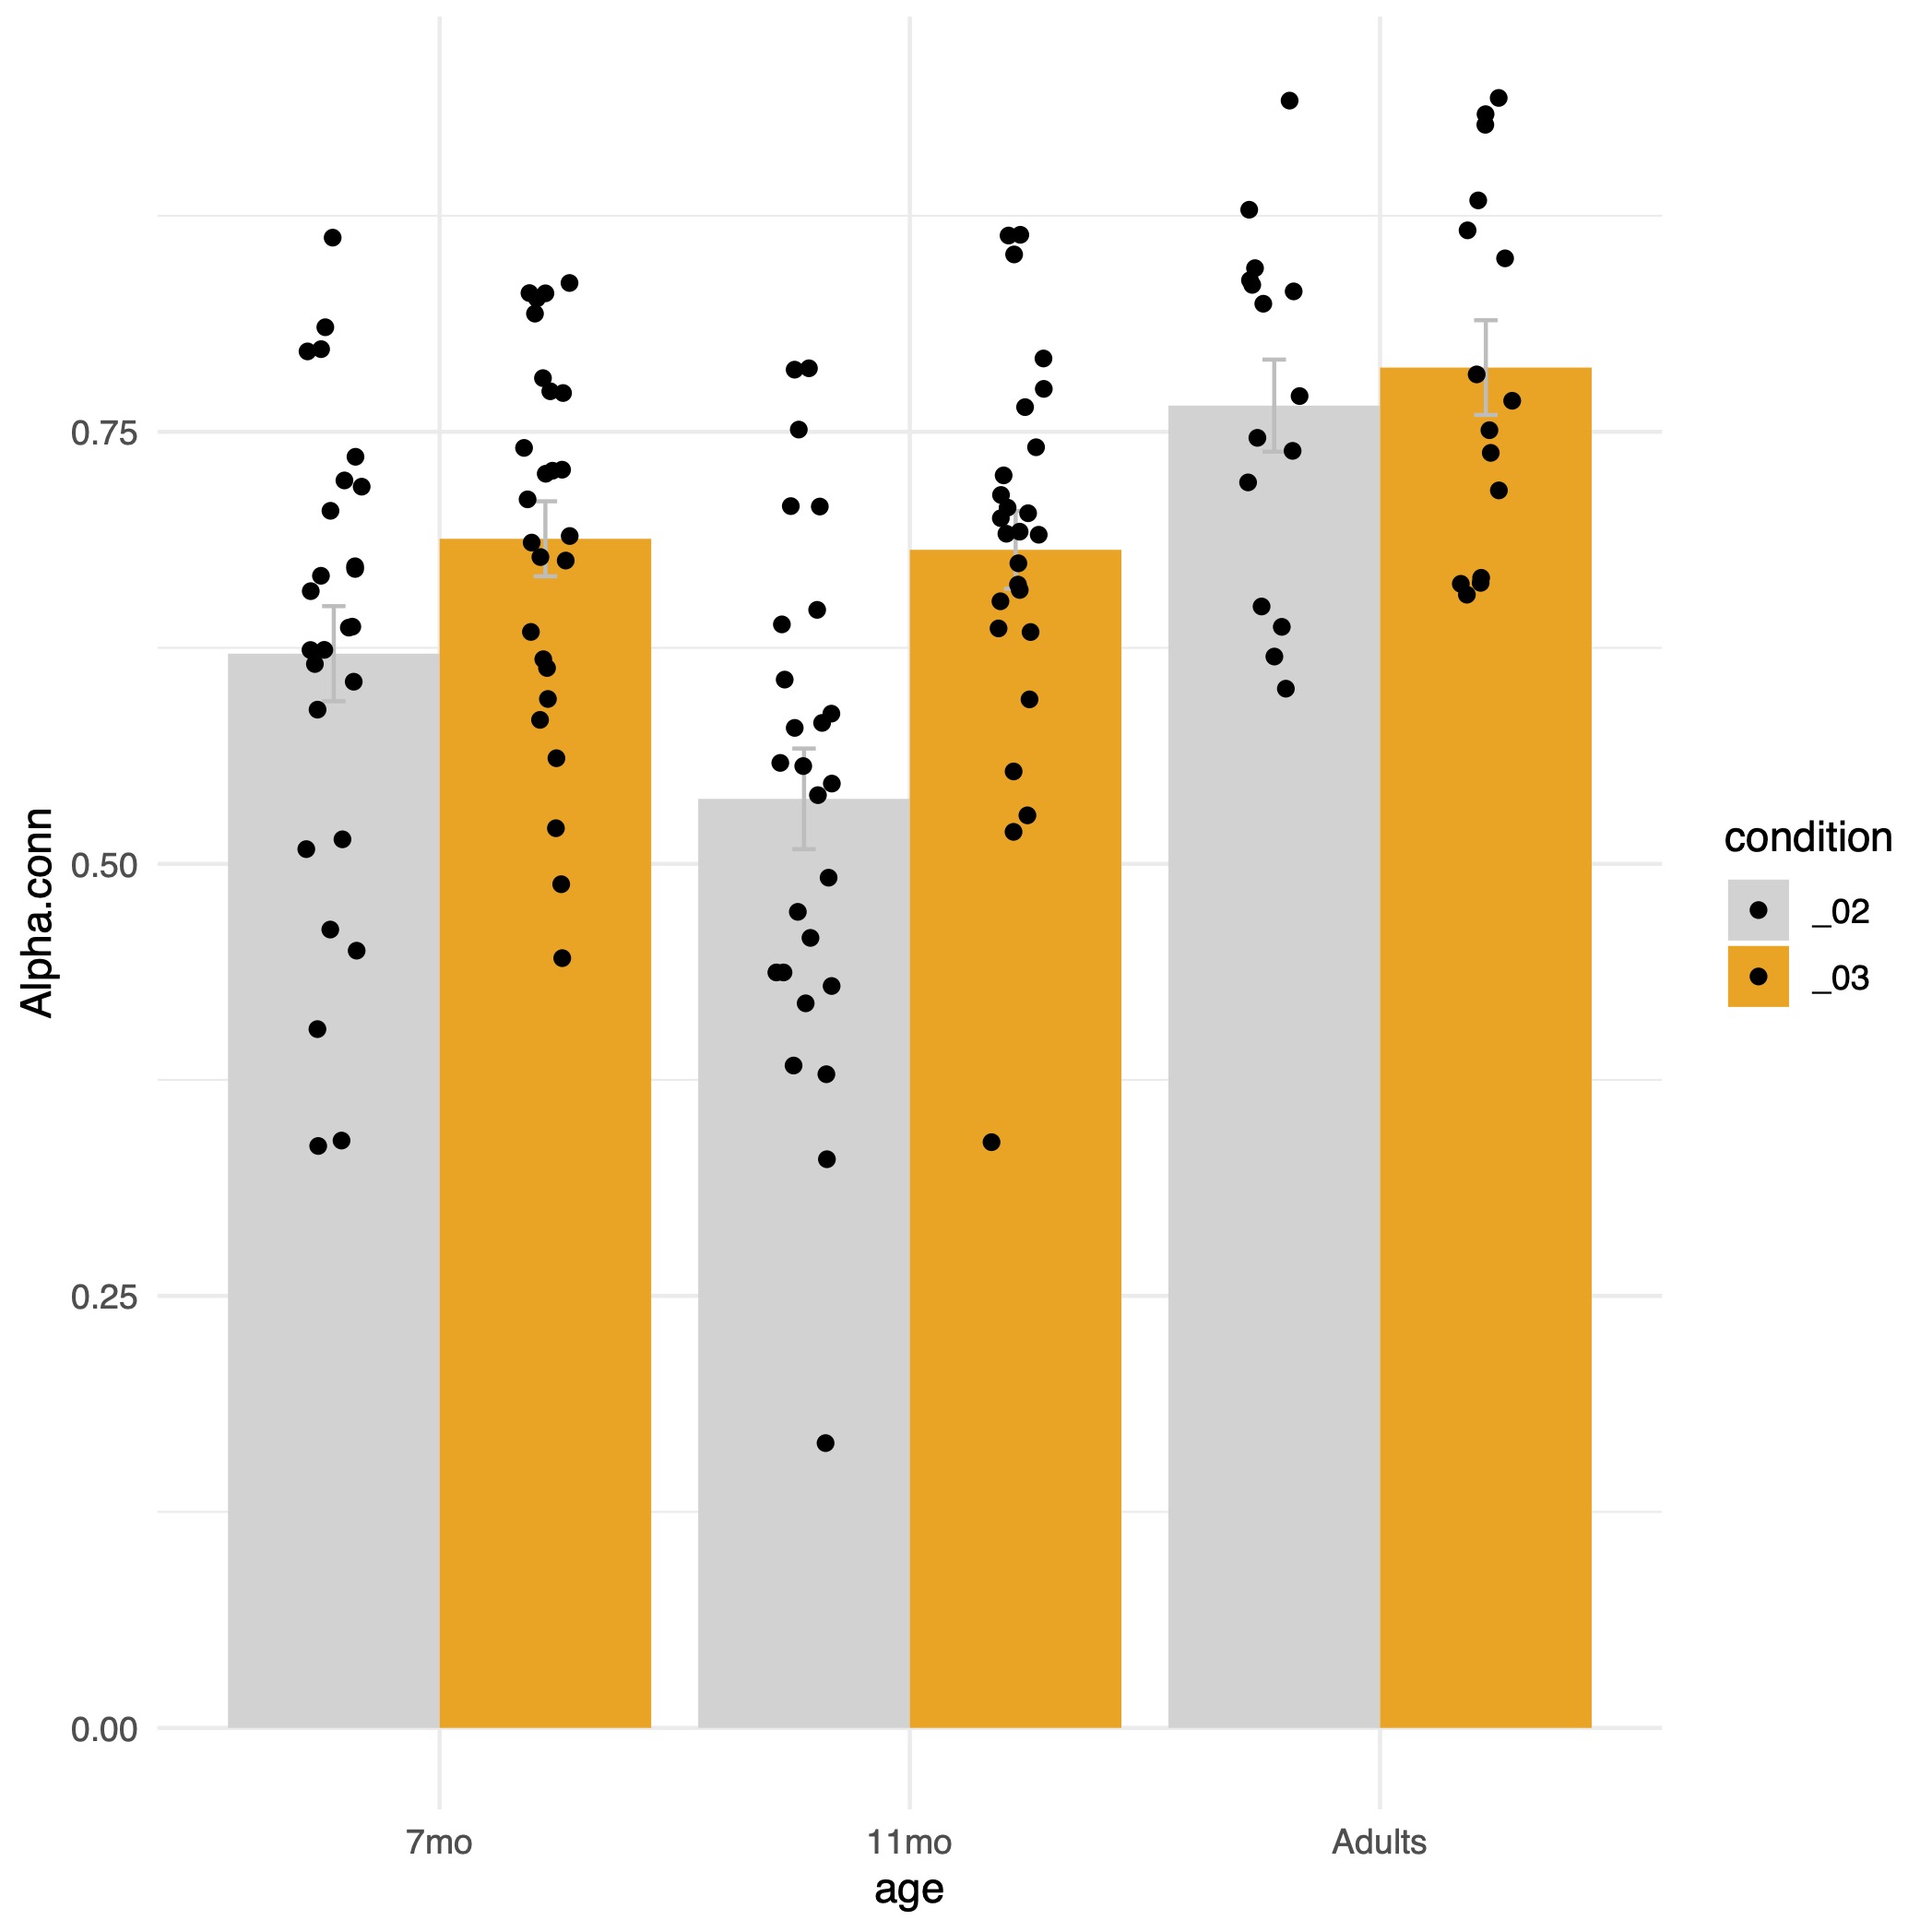 Alpha.conn
0.75
0.50
0.25
0.00
7mo
11mo
Adults
age
condition
_02
_03